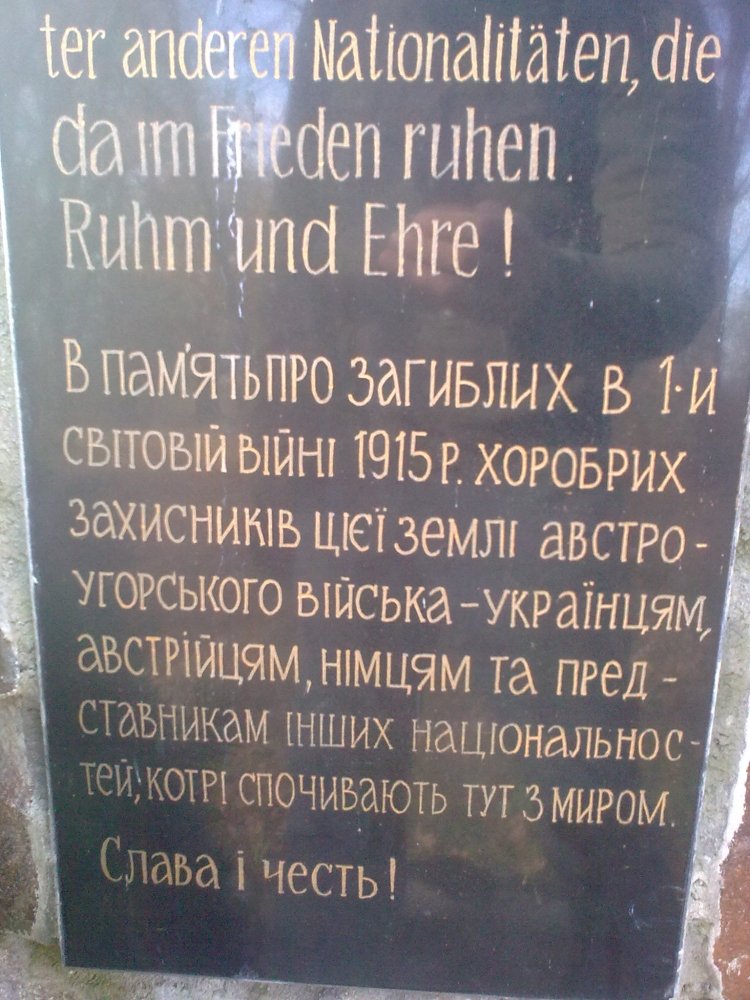 ter anderen Nationalitäten, die
da im Frieden ruhen.
Ruhm und Ehre!
В пам'ять про загиблих в 1-й
світовій війні 1915 р. хоробрих
захисників цієї землі австро-
угорського війська – українцям,
австрійцям, німцям та пред-
ставникам інших національнос-
тей, котрі спочивають тут з миром.
Слава і честь!